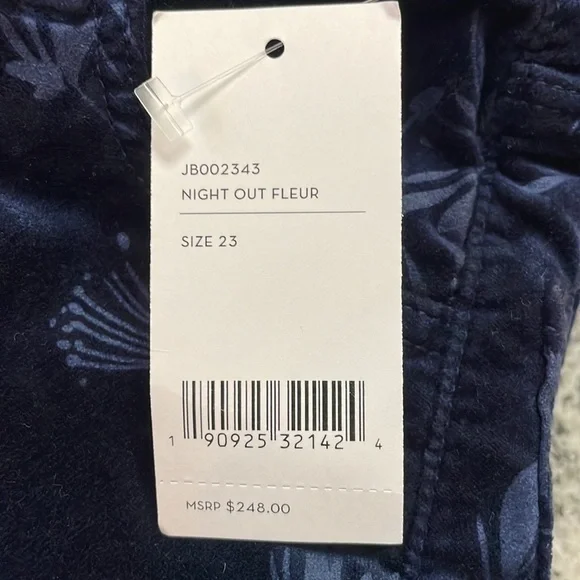 JB002343
NIGHT OUT FLEUR
SIZE 23
1 90925 32142 4
MSRP $248.00